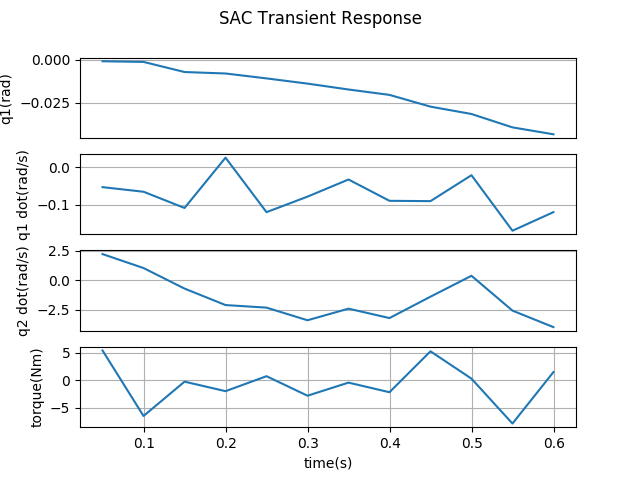 SAC Transient Response
0.000
−0.025
q1(rad)
0.0
−0.1
q1 dot(rad/s)
2.5
0.0
−2.5
q2 dot(rad/s)
5
0
−5
torque(Nm)
0.1 0.2 0.3 0.4 0.5 0.6
time(s)